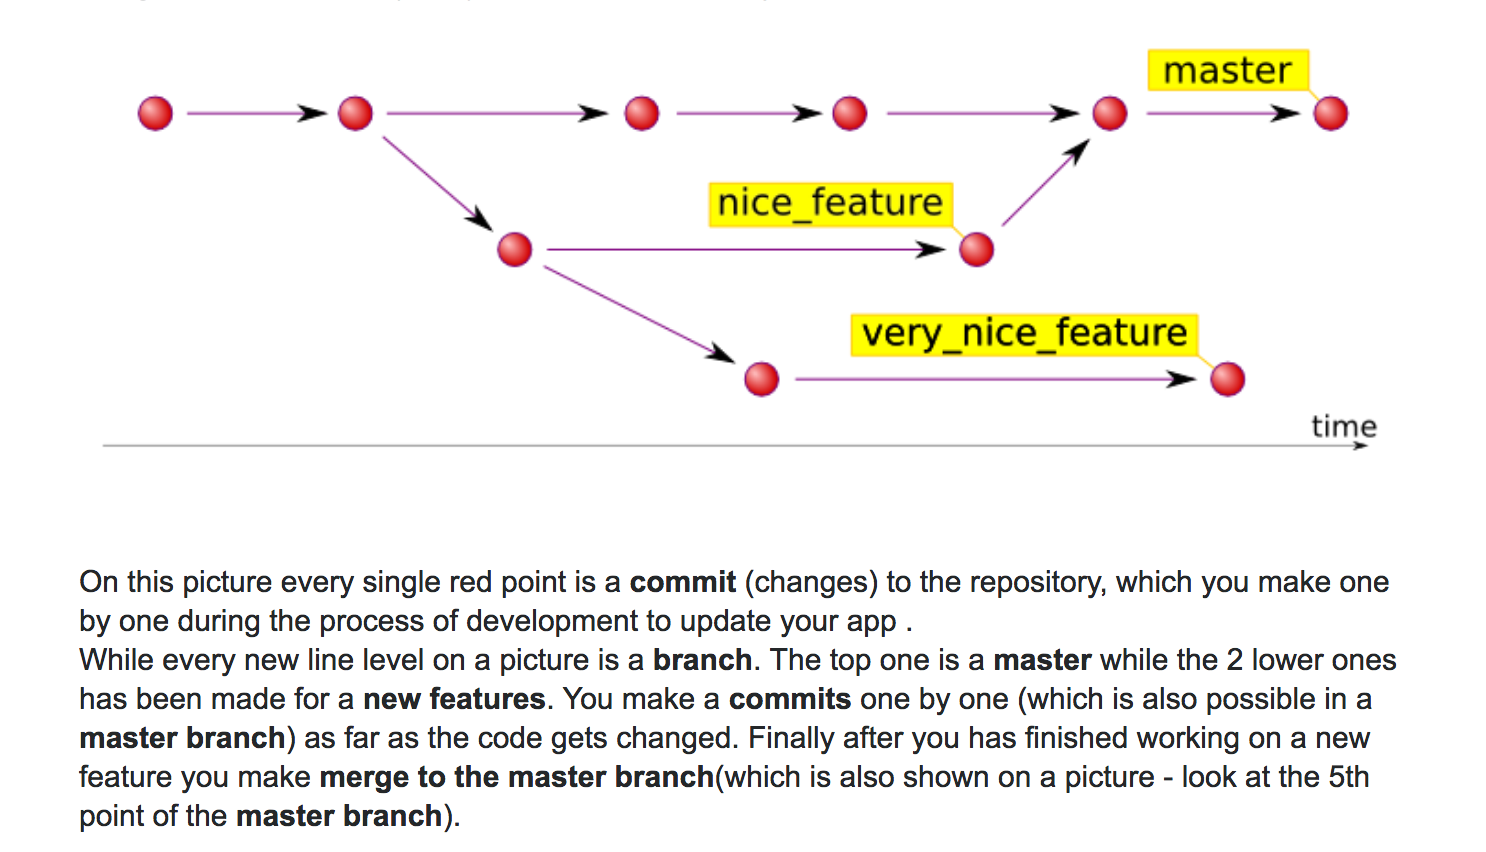 master
nice_feature
very_nice_feature
time
On this picture every single red point is a commit (changes) to the repository, which you make one
by one during the process of development to update your app .
While every new line level on a picture is a branch. The top one is a master while the 2 lower ones
has been made for a new features. You make a commits one by one (which is also possible in a
master branch) as far as the code gets changed. Finally after you has finished working on a new
feature you make merge to the master branch(which is also shown on a picture - look at the 5th
point of the master branch).